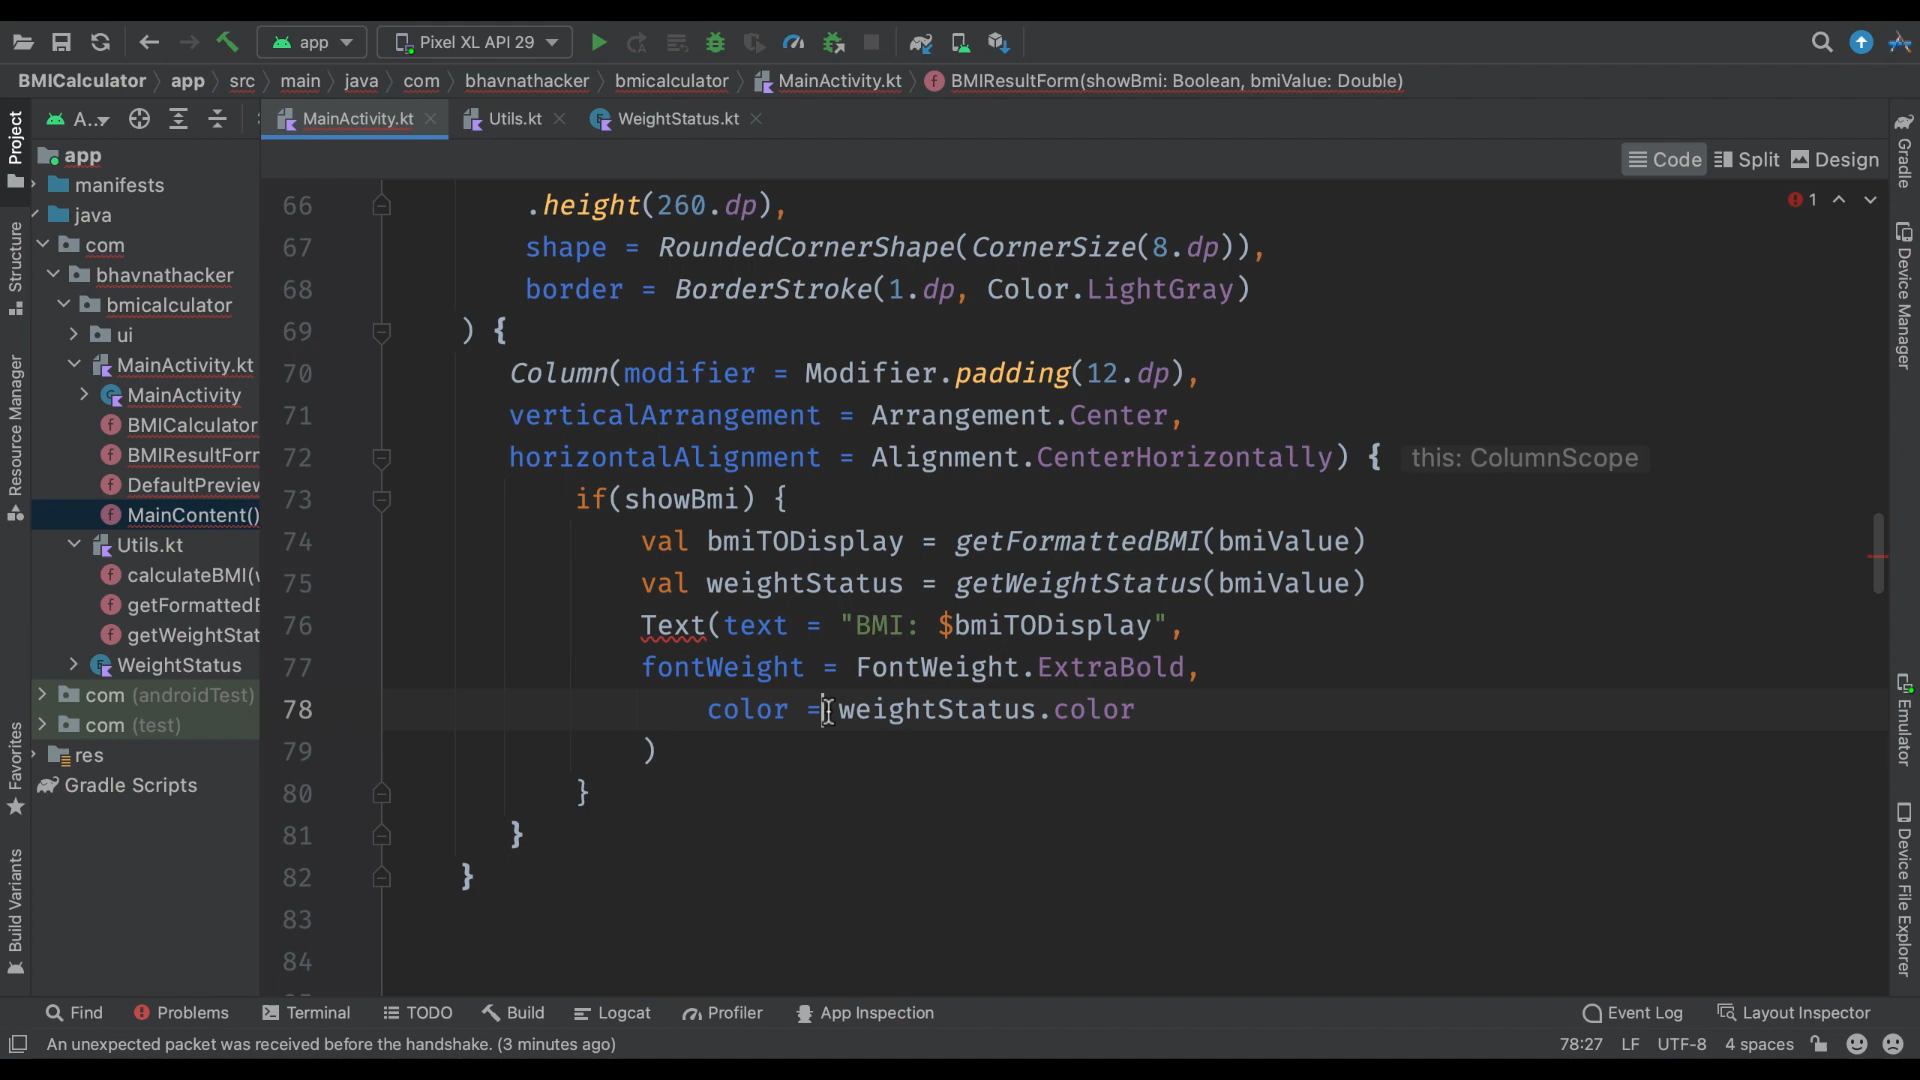 app
Pixel XL API 29
BMICalculator
app
src
main
java
com
bhavnathacker
bmicalculator
MainActivity.kt
BMIResultForm(showBmi: Boolean, bmiValue: Double)
Project
A...
MainActivity.kt
Utils.kt
WeightStatus.kt
Code
Split
Design
Gradle
app
manifests
java
com
bhavnathacker
bmicalculator
ui
MainActivity.kt
MainActivity
BMICalculator
BMIResultForm
DefaultPreview
MainContent()
Utils.kt
calculateBMI(
getFormattedB
getWeightStat
WeightStatus
com (androidTest)
com (test)
res
Gradle Scripts
Structure
Resource Manager
Favorites
Build Variants
1
66 .height(260.dp),
67 shape = RoundedCornerShape(CornerSize(8.dp)),
68 border = BorderStroke(1.dp, Color.LightGray)
69 ) {
70 Column(modifier = Modifier.padding(12.dp),
71 verticalArrangement = Arrangement.Center,
72 horizontalAlignment = Alignment.CenterHorizontally) { this: ColumnScope
73 if(showBmi) {
74 val bmiTODisplay = getFormattedBMI(bmiValue)
75 val weightStatus = getWeightStatus(bmiValue)
76 Text(text = "BMI: $bmiTODisplay",
77 fontWeight = FontWeight.ExtraBold,
78 color = weightStatus.color
79 )
80 }
81 }
82 }
83
84
Device Manager
Emulator
Device File Explorer
Find
Problems
Terminal
TODO
Build
Logcat
Profiler
App Inspection
Event Log
Layout Inspector
An unexpected packet was received before the handshake. (3 minutes ago)
78:27 LF UTF-8 4 spaces